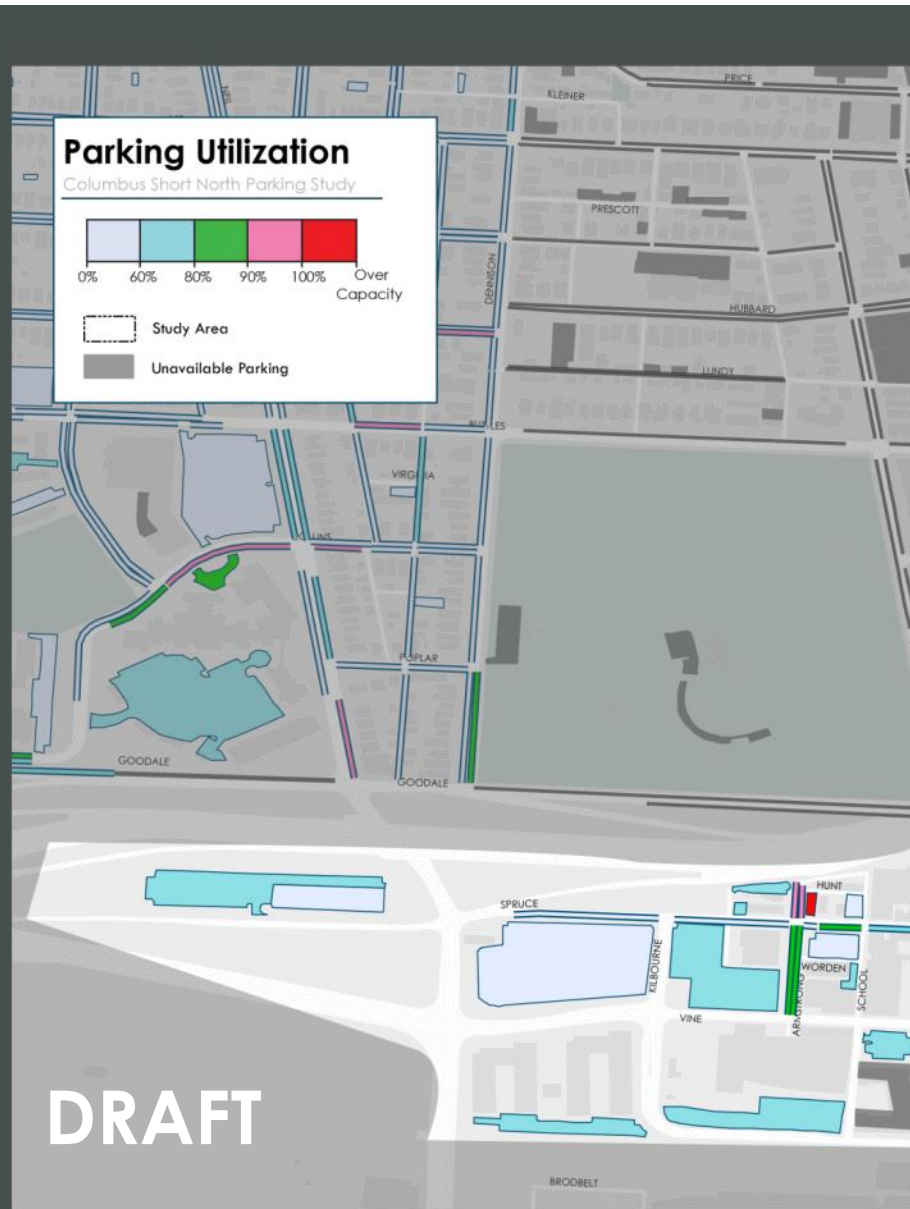 PRICE
KLEINER
Parking Utilization
Columbus Short North Parking Study
0% 60% 80% 90% 100% Over
Capacity
Study Area
Unavailable Parking
PRESCOTT
DENNISON
HUBBARD
LUNDY
VIRGINIA
POPLAR
GOODALE
GOODALE
SPRUCE
HUNT
KILBOURNE
WORDEN
ARMSTRONG
SCHOOL
VINE
DRAFT
BRODBELT